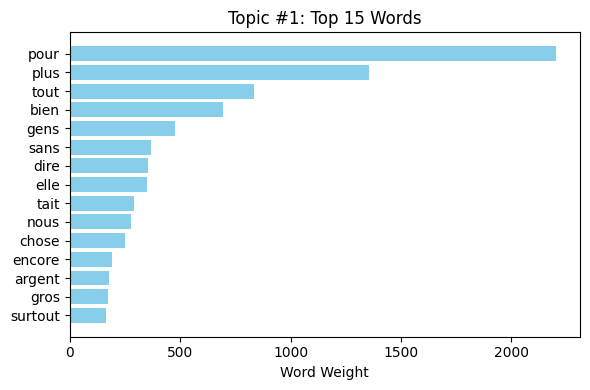 Topic #1: Top 15 Words
pour
plus
tout
bien
gens
sans
dire
elle
tait
nous
chose
encore
argent
gros
surtout
0 500 1000 1500 2000
Word Weight